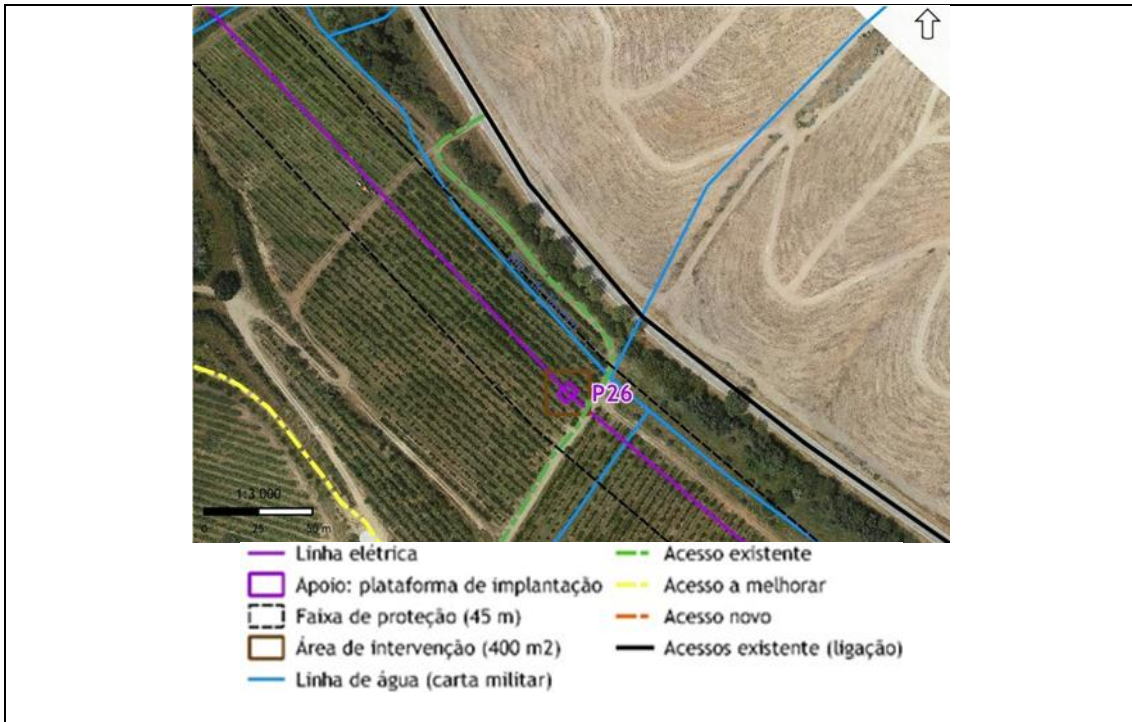 P26
1:3 000
0 25 50 m
Linha elétrica
Apoio: plataforma de implantação
Faixa de proteção (45 m)
Área de intervenção (400 m2)
Linha de água (carta militar)
Acesso existente
Acesso a melhorar
Acesso novo
Acessos existente (ligação)